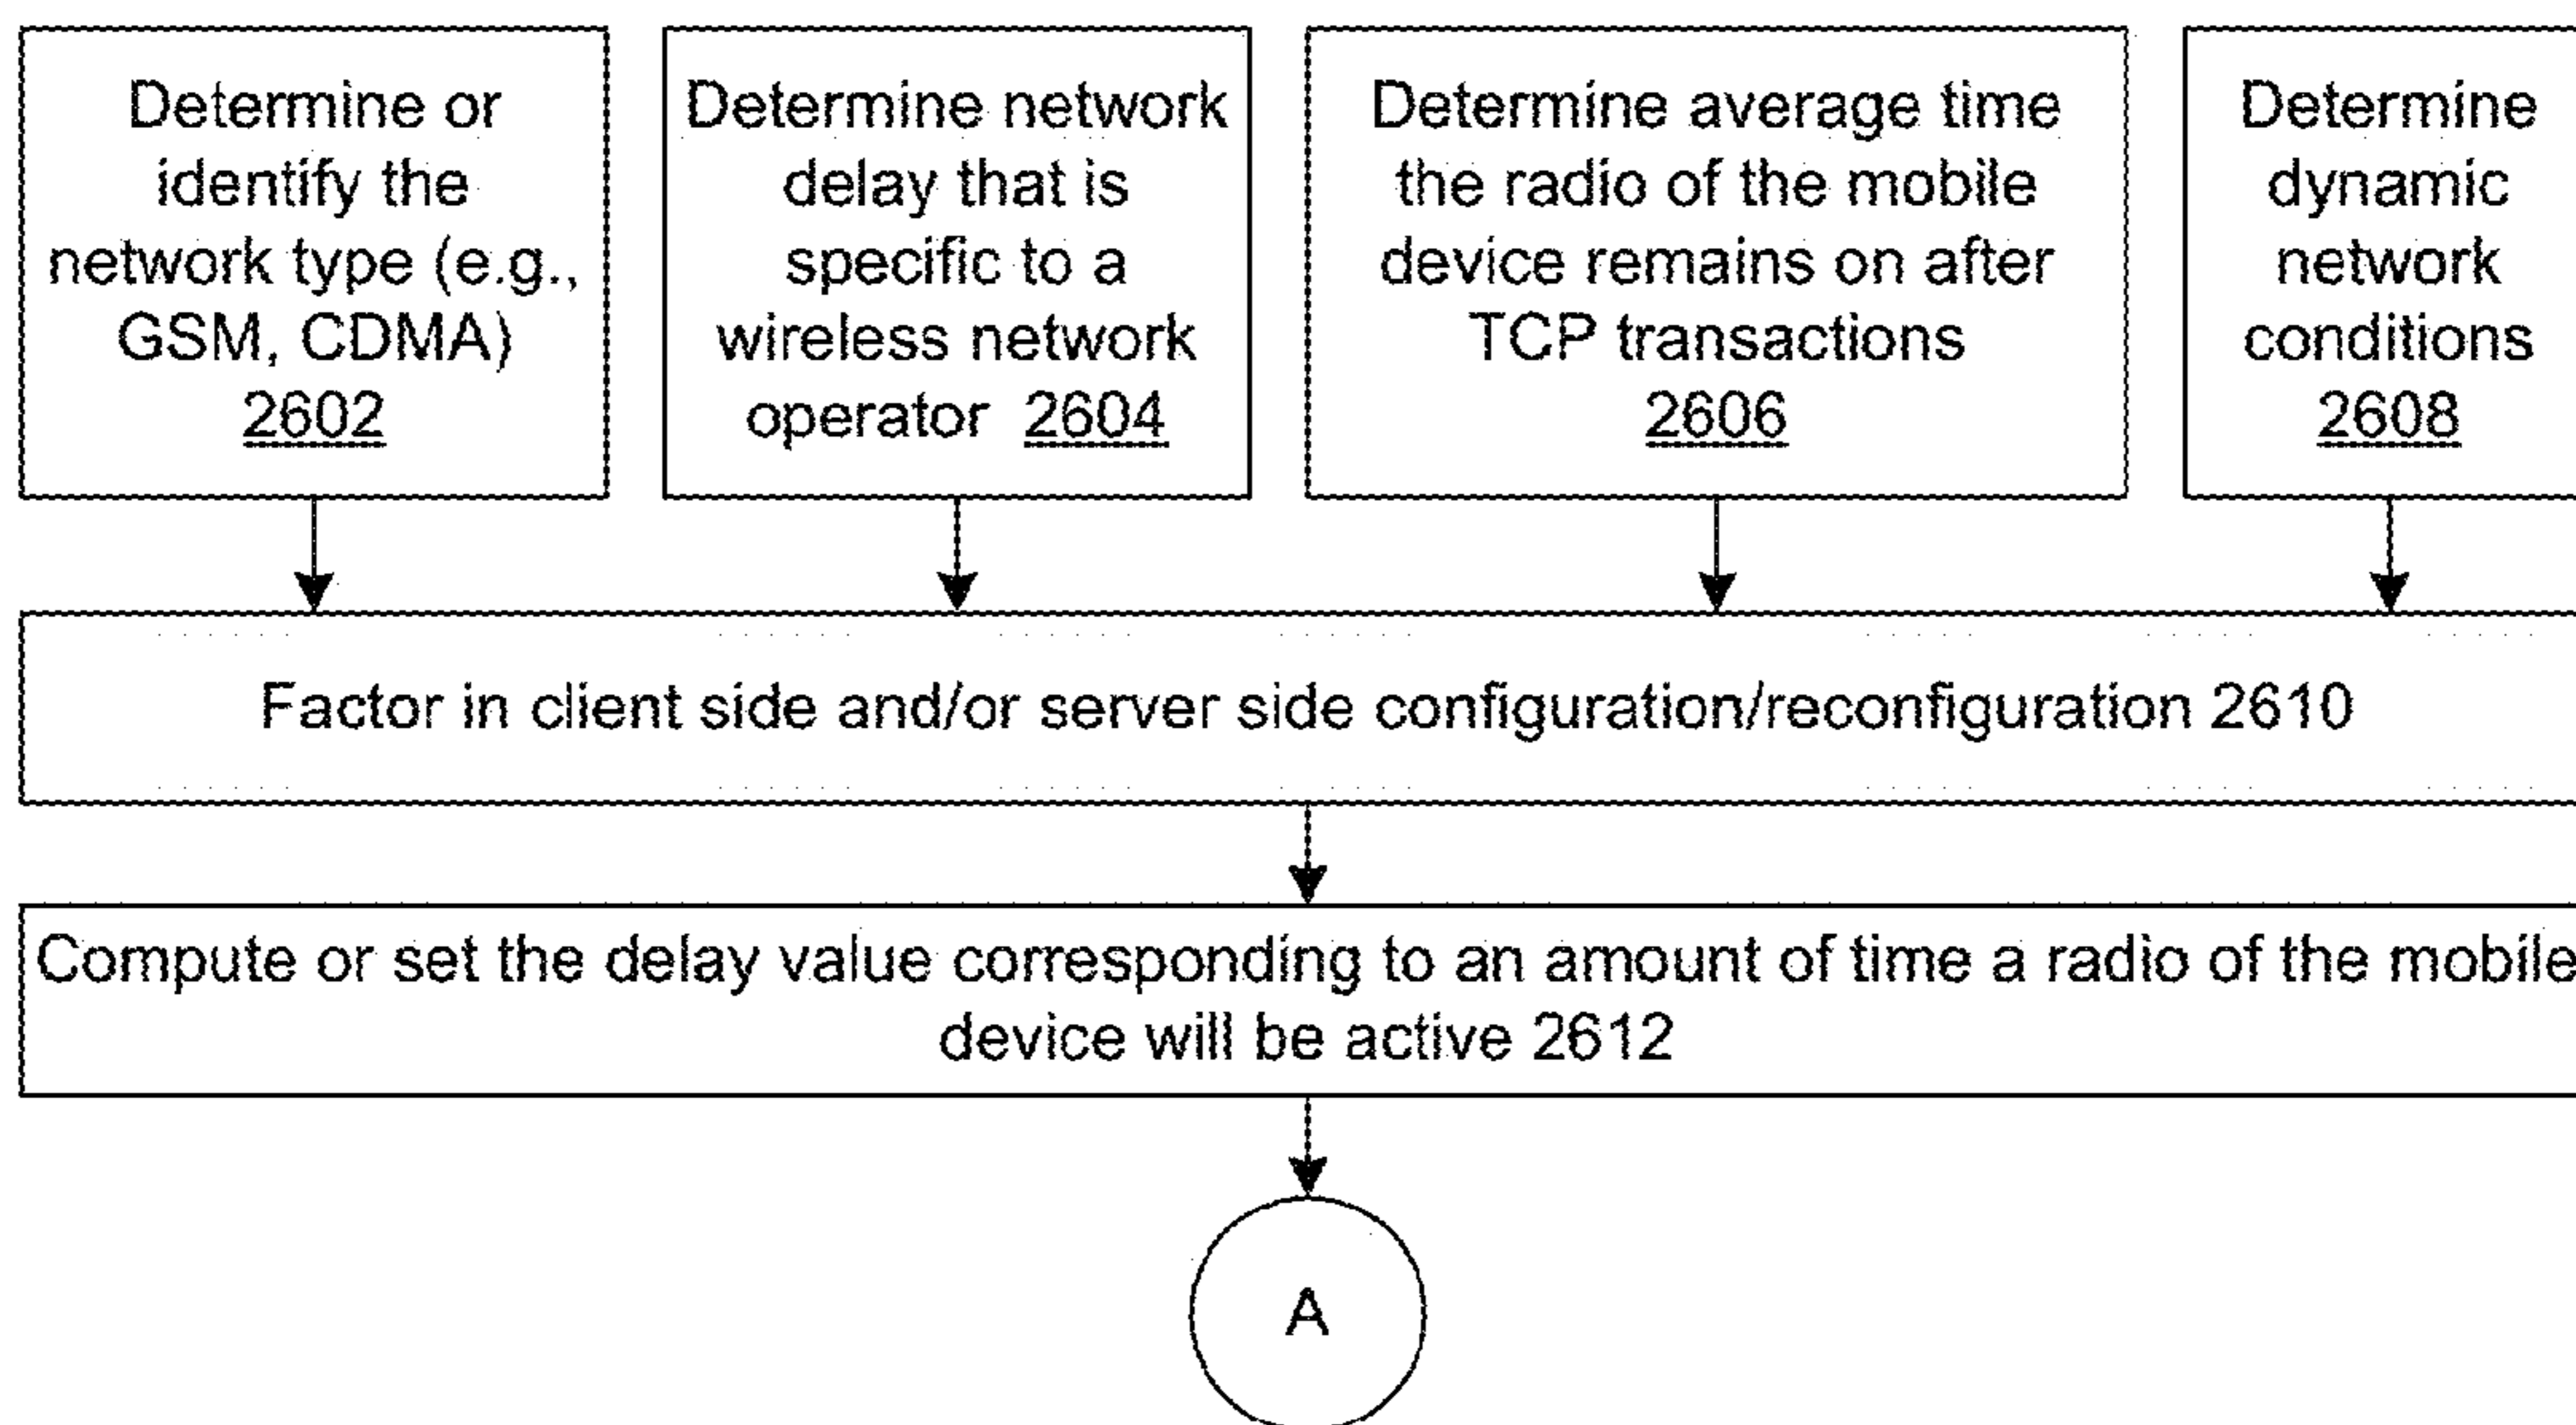 Determine or
identify the
network type (e.g.,
GSM, CDMA)
2602
Determine network
delay that is
specific to a
wireless network
operator 2604
Determine average time
the radio of the mobile
device remains on after
TCP transactions
2606
Determine
dynamic
network
conditions
2608
Factor in client side and/or server side configuration/reconfiguration 2610
Compute or set the delay value corresponding to an amount of time a radio of the mobile
device will be active 2612
A